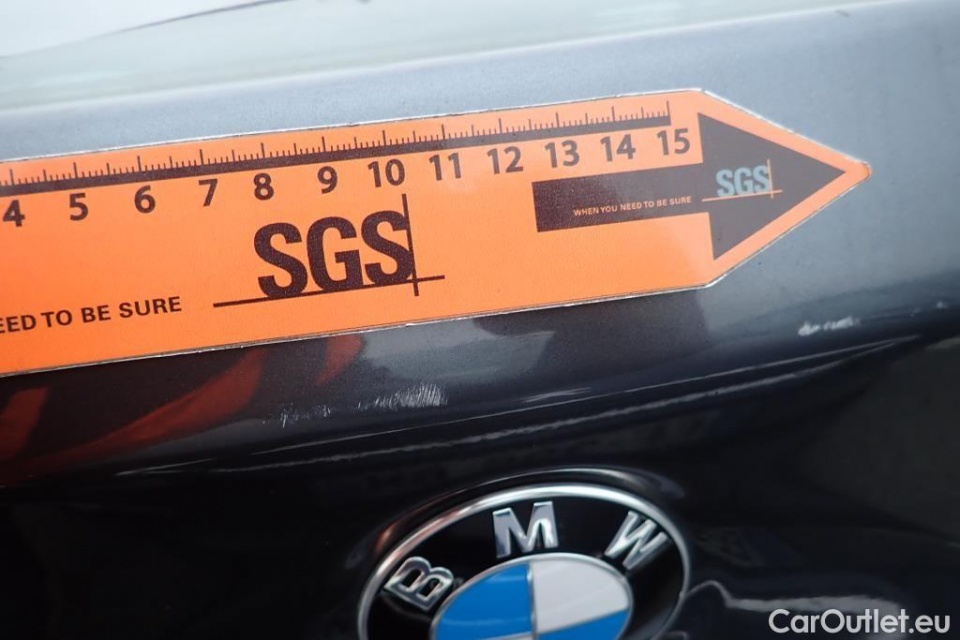 4 5 6 7 8 9 10 11 12 13 14 15
SGS
WHEN YOU NEED TO BE SURE
SGS
NEED TO BE SURE
BMW
CarOutlet.eu